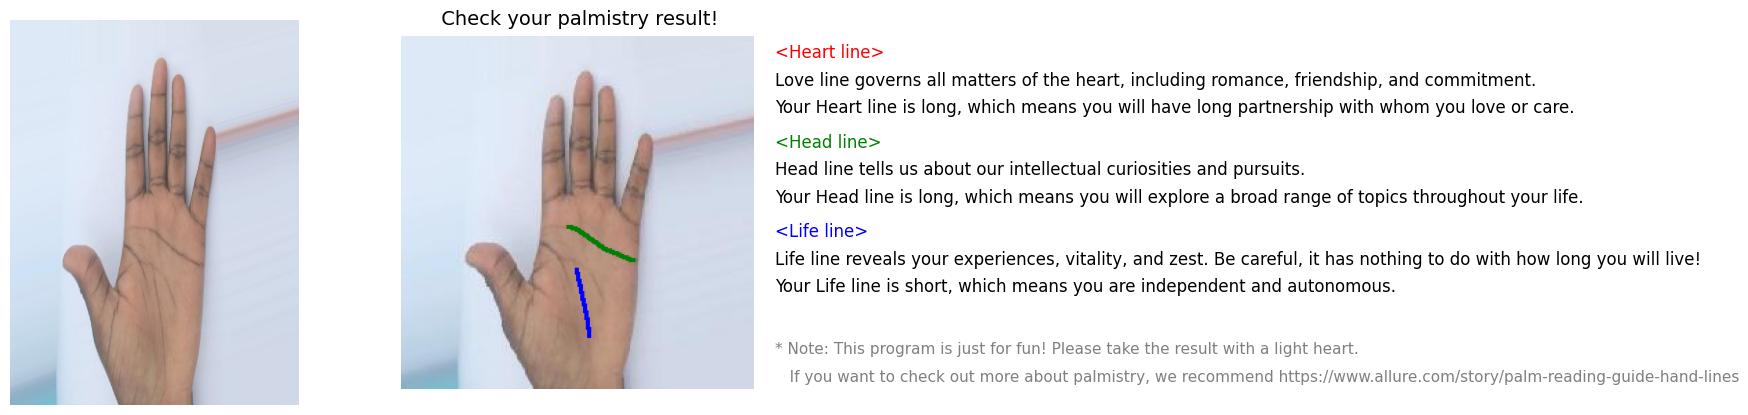 Check your palmistry result!
<Heart line>
Love line governs all matters of the heart, including romance, friendship, and commitment.
Your Heart line is long, which means you will have long partnership with whom you love or care.
<Head line>
Head line tells us about our intellectual curiosities and pursuits.
Your Head line is long, which means you will explore a broad range of topics throughout your life.
<Life line>
Life line reveals your experiences, vitality, and zest. Be careful, it has nothing to do with how long you will live!
Your Life line is short, which means you are independent and autonomous.
* Note: This program is just for fun! Please take the result with a light heart.
If you want to check out more about palmistry, we recommend https://www.allure.com/story/palm-reading-guide-hand-lines